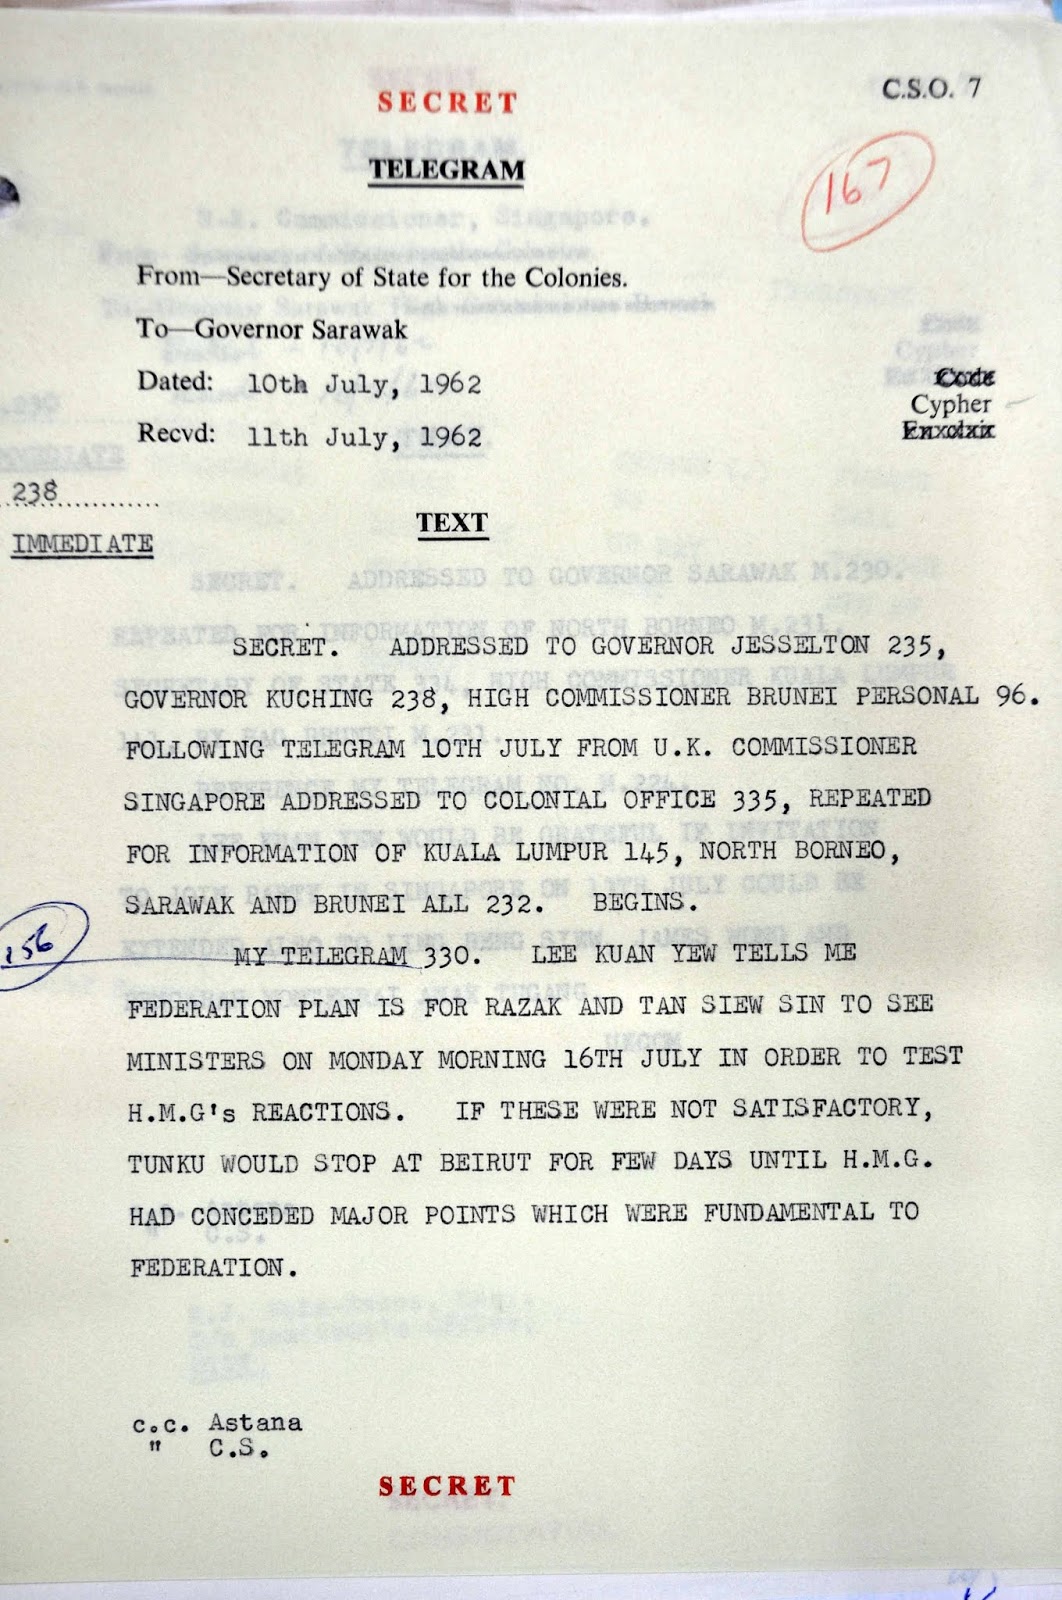 SECRET
C.S.O. 7
TELEGRAM
167
From—Secretary of State for the Colonies.
To—Governor Sarawak
Dated: 10th July, 1962
Code
Cypher
Recvd: 11th July, 1962
238
TEXT
IMMEDIATE
SECRET. ADDRESSED TO GOVERNOR JESSELTON 235,
GOVERNOR KUCHING 238, HIGH COMMISSIONER BRUNEI PERSONAL 96.
FOLLOWING TELEGRAM 10TH JULY FROM U.K. COMMISSIONER
SINGAPORE ADDRESSED TO COLONIAL OFFICE 335, REPEATED
FOR INFORMATION OF KUALA LUMPUR 145, NORTH BORNEO,
SARAWAK AND BRUNEI ALL 232. BEGINS.
156
MY TELEGRAM 330. LEE KUAN YEW TELLS ME
FEDERATION PLAN IS FOR RAZAK AND TAN SIEW SIN TO SEE
MINISTERS ON MONDAY MORNING 16TH JULY IN ORDER TO TEST
H.M.G's REACTIONS. IF THESE WERE NOT SATISFACTORY,
TUNKU WOULD STOP AT BEIRUT FOR FEW DAYS UNTIL H.M.G.
HAD CONCEDED MAJOR POINTS WHICH WERE FUNDAMENTAL TO
FEDERATION.
c.c. Astana
" C.S.
SECRET